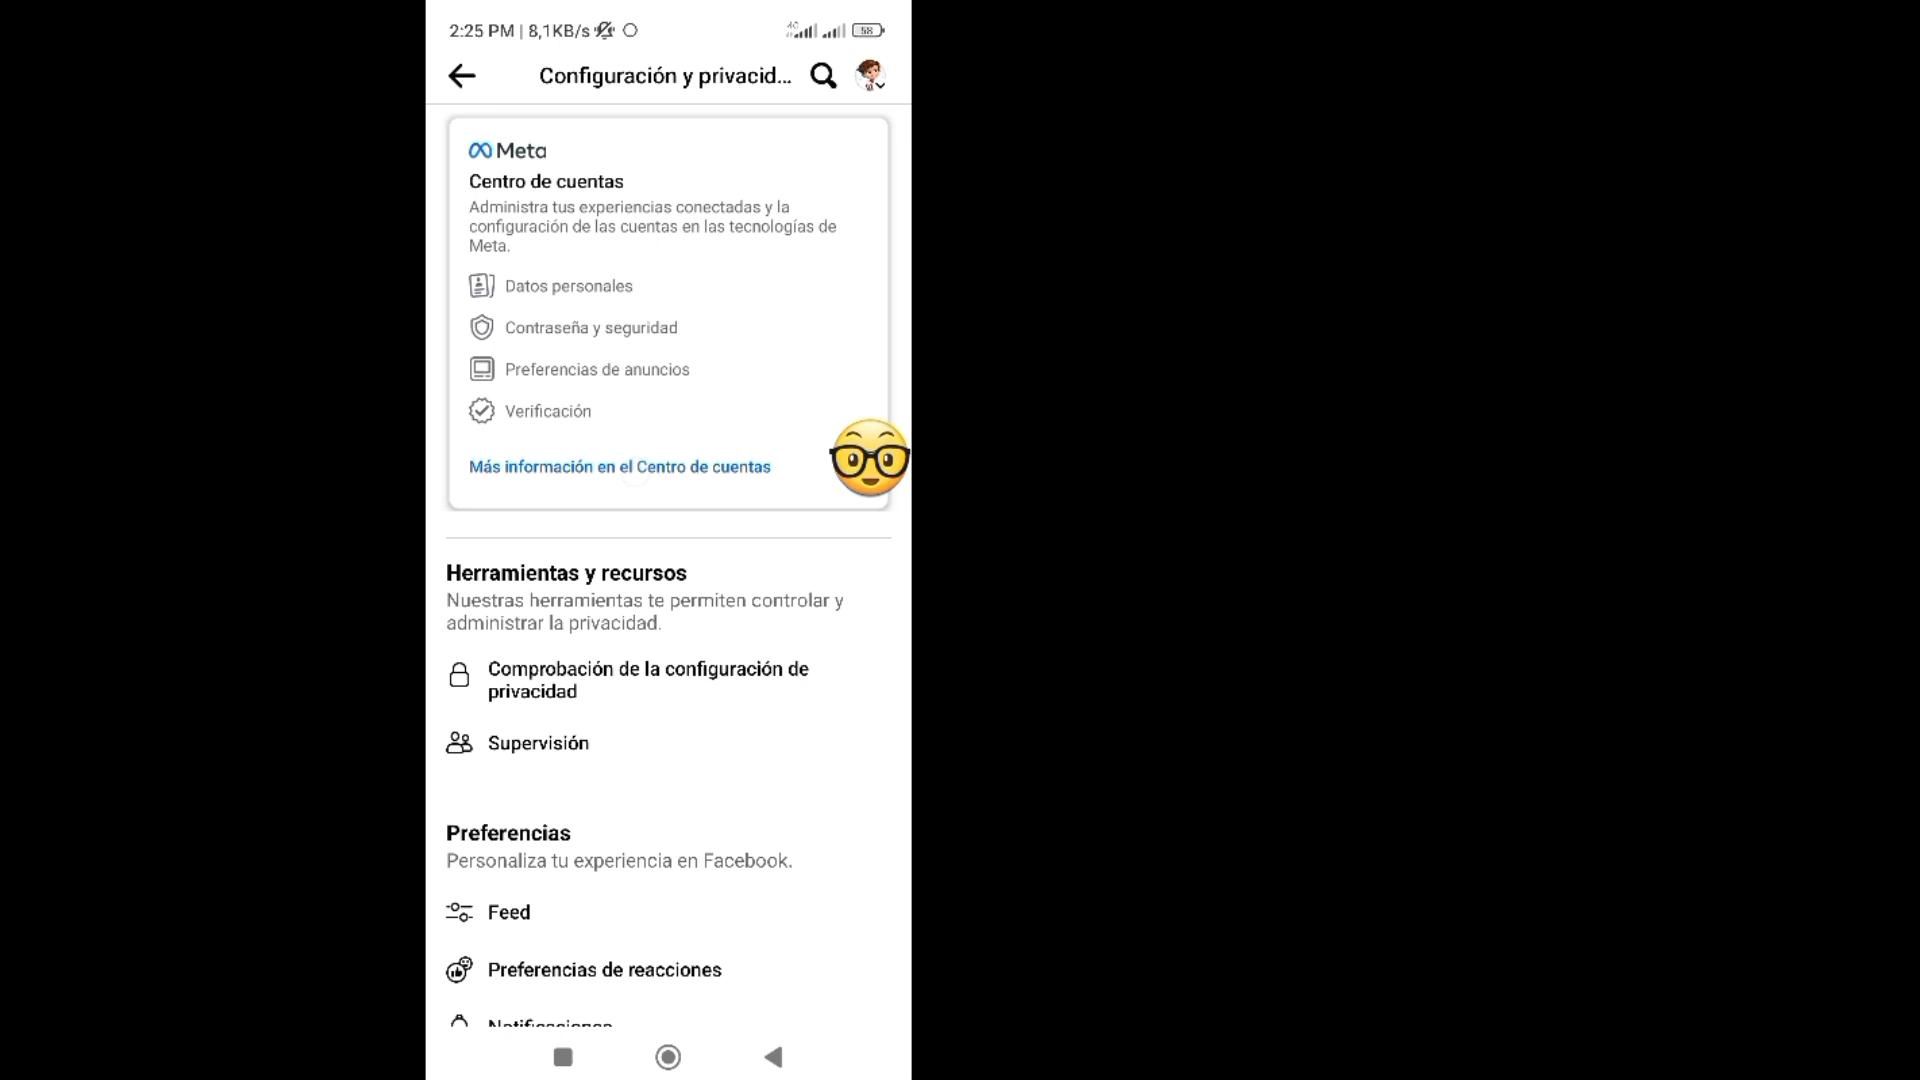 2:25 PM | 8,1KB/s
4G
58
Configuración y privacid...
Meta
Centro de cuentas
Administra tus experiencias conectadas y la
configuración de las cuentas en las tecnologías de
Meta.
Datos personales
Contraseña y seguridad
Preferencias de anuncios
Verificación
Más información en el Centro de cuentas
Herramientas y recursos
Nuestras herramientas te permiten controlar y
administrar la privacidad.
Comprobación de la configuración de
privacidad
Supervisión
Preferencias
Personaliza tu experiencia en Facebook.
Feed
Preferencias de reacciones
Notificaciones